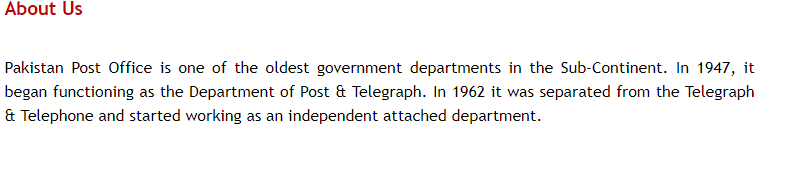 About Us
Pakistan Post Office is one of the oldest government departments in the Sub-Continent. In 1947, it
began functioning as the Department of Post & Telegraph. In 1962 it was separated from the Telegraph
& Telephone and started working as an independent attached department.